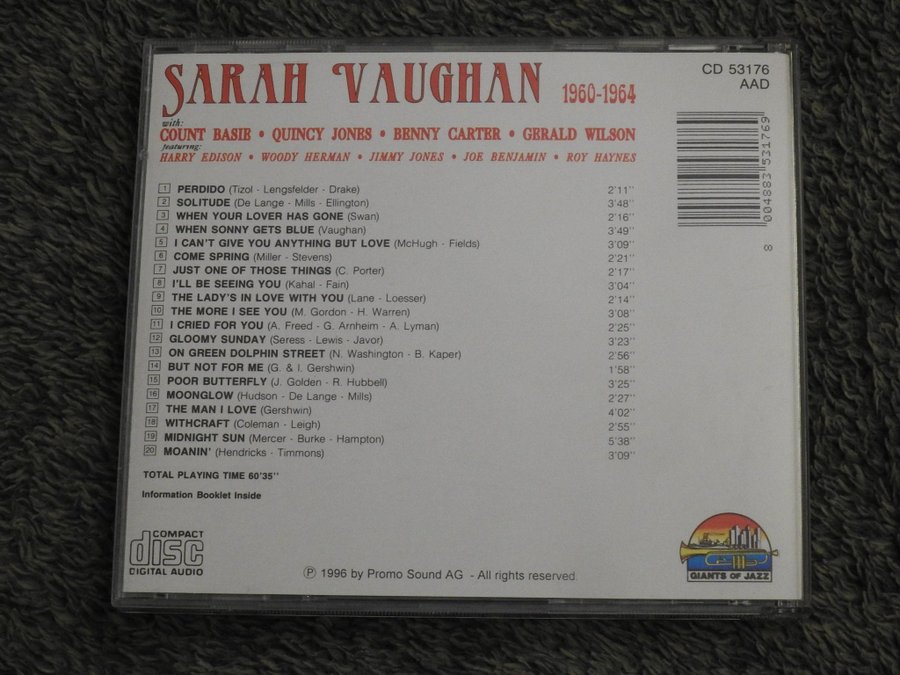 SARAH VAUGHAN 1960-1964
CD 53176
AAD
with:
COUNT BASIE • QUINCY JONES • BENNY CARTER • GERALD WILSON
featuring:
HARRY EDISON • WOODY HERMAN • JIMMY JONES • JOE BENJAMIN • ROY HAYNES
1 PERDIDO (Tizol - Lengsfelder - Drake) 2'11''
2 SOLITUDE (De Lange - Mills - Ellington) 3'48''
3 WHEN YOUR LOVER HAS GONE (Swan) 2'16''
4 WHEN SONNY GETS BLUE (Vaughan) 3'49''
5 I CAN'T GIVE YOU ANYTHING BUT LOVE (McHugh - Fields) 3'09''
6 COME SPRING (Miller - Stevens) 2'21''
7 JUST ONE OF THOSE THINGS (C. Porter) 2'17''
8 I'LL BE SEEING YOU (Kahal - Fain) 3'04''
9 THE LADY'S IN LOVE WITH YOU (Lane - Loesser) 2'14''
10 THE MORE I SEE YOU (M. Gordon - H. Warren) 3'08''
11 I CRIED FOR YOU (A. Freed - G. Arnheim - A. Lyman) 2'25''
12 GLOOMY SUNDAY (Seress - Lewis - Javor) 3'23''
13 ON GREEN DOLPHIN STREET (N. Washington - B. Kaper) 2'56''
14 BUT NOT FOR ME (G. & I. Gershwin) 1'58''
15 POOR BUTTERFLY (J. Golden - R. Hubbell) 3'25''
16 MOONGLOW (Hudson - De Lange - Mills) 2'27''
17 THE MAN I LOVE (Gershwin) 4'02''
18 WITHCRAFT (Coleman - Leigh) 2'55''
19 MIDNIGHT SUN (Mercer - Burke - Hampton) 5'38''
20 MOANIN' (Hendricks - Timmons) 3'09''
0 04883 531769
8
TOTAL PLAYING TIME 60'35''
Information Booklet Inside
COMPACT
disc
DIGITAL AUDIO
Ⓟ 1996 by Promo Sound AG - All rights reserved.
GIANTS OF JAZZ